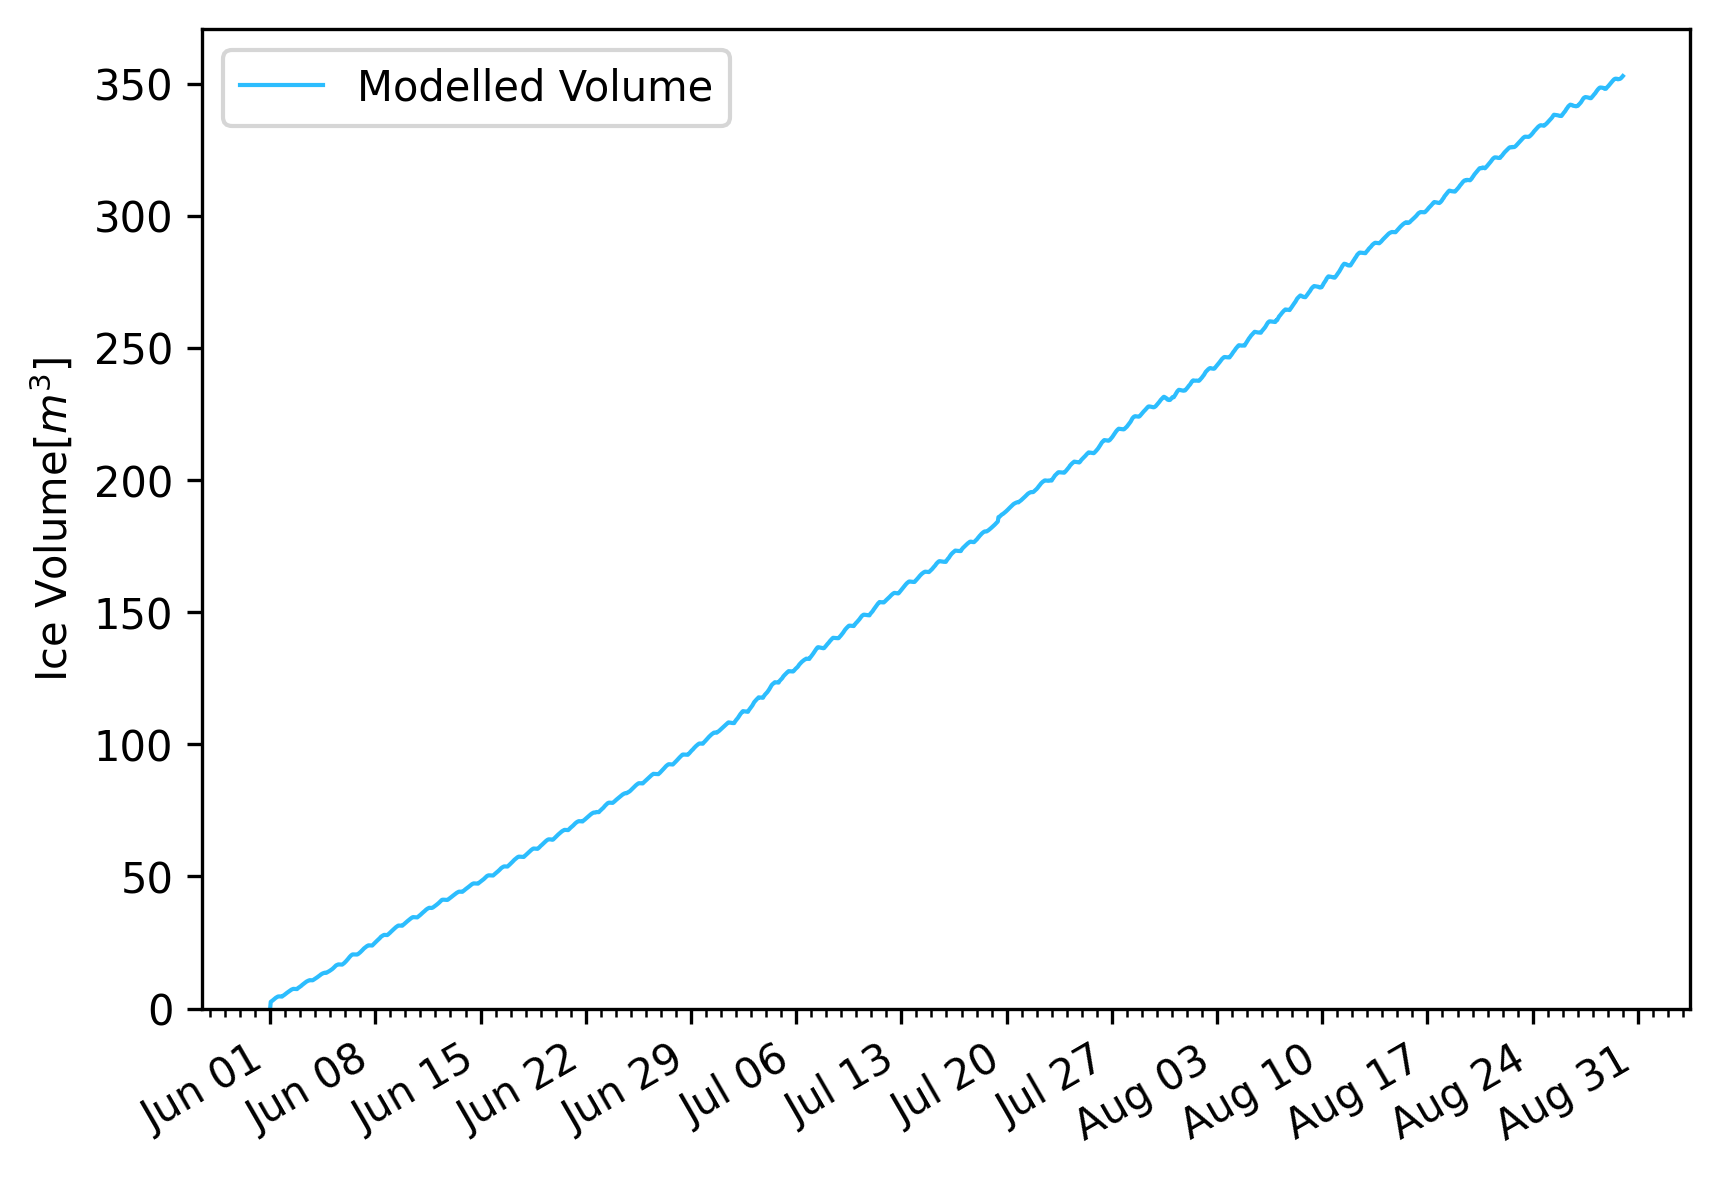 Modelled Volume
Ice Volume[m³]
350
300
250
200
150
100
50
0
Jun 01
Jun 08
Jun 15
Jun 22
Jun 29
Jul 06
Jul 13
Jul 20
Jul 27
Aug 03
Aug 10
Aug 17
Aug 24
Aug 31